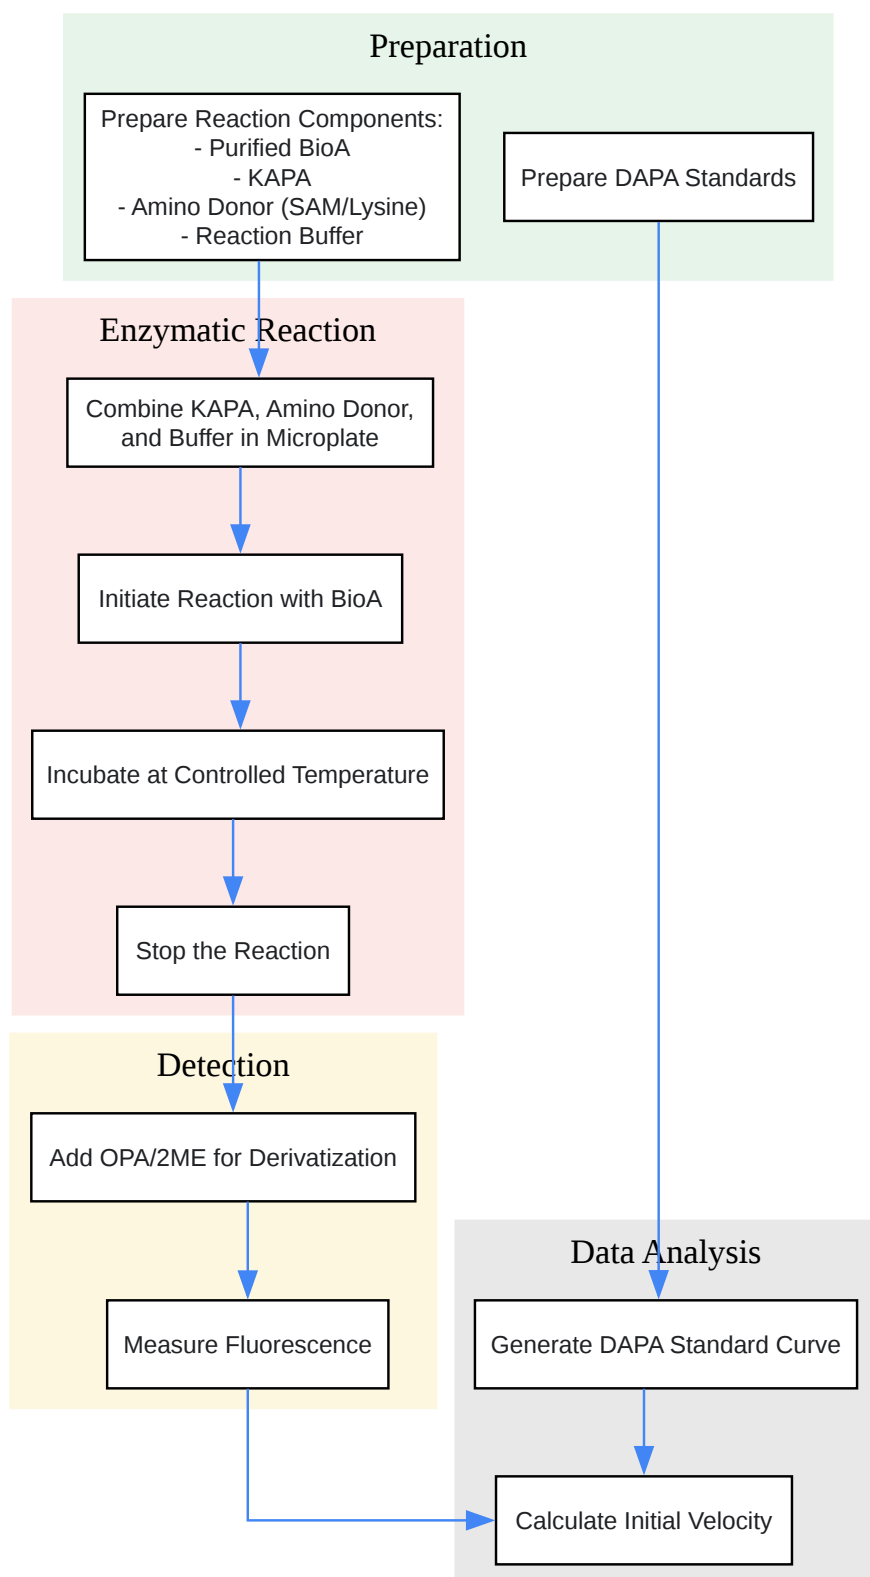 Preparation
Prepare Reaction Components:
- Purified BioA
- KAPA
- Amino Donor (SAM/Lysine)
- Reaction Buffer
Prepare DAPA Standards
Enzymatic Reaction
Combine KAPA, Amino Donor,
and Buffer in Microplate
Initiate Reaction with BioA
Incubate at Controlled Temperature
Stop the Reaction
Detection
Add OPA/2ME for Derivatization
Measure Fluorescence
Data Analysis
Generate DAPA Standard Curve
Calculate Initial Velocity